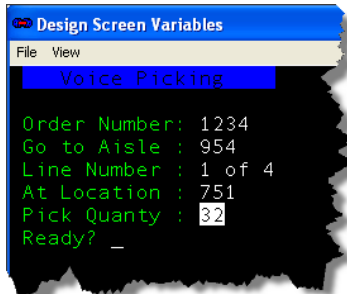 Design Screen Variables
File View
Voice Picking
Order Number: 1234
Go to Aisle : 954
Line Number : 1 of 4
At Location : 751
Pick Quanty : 32
Ready? _